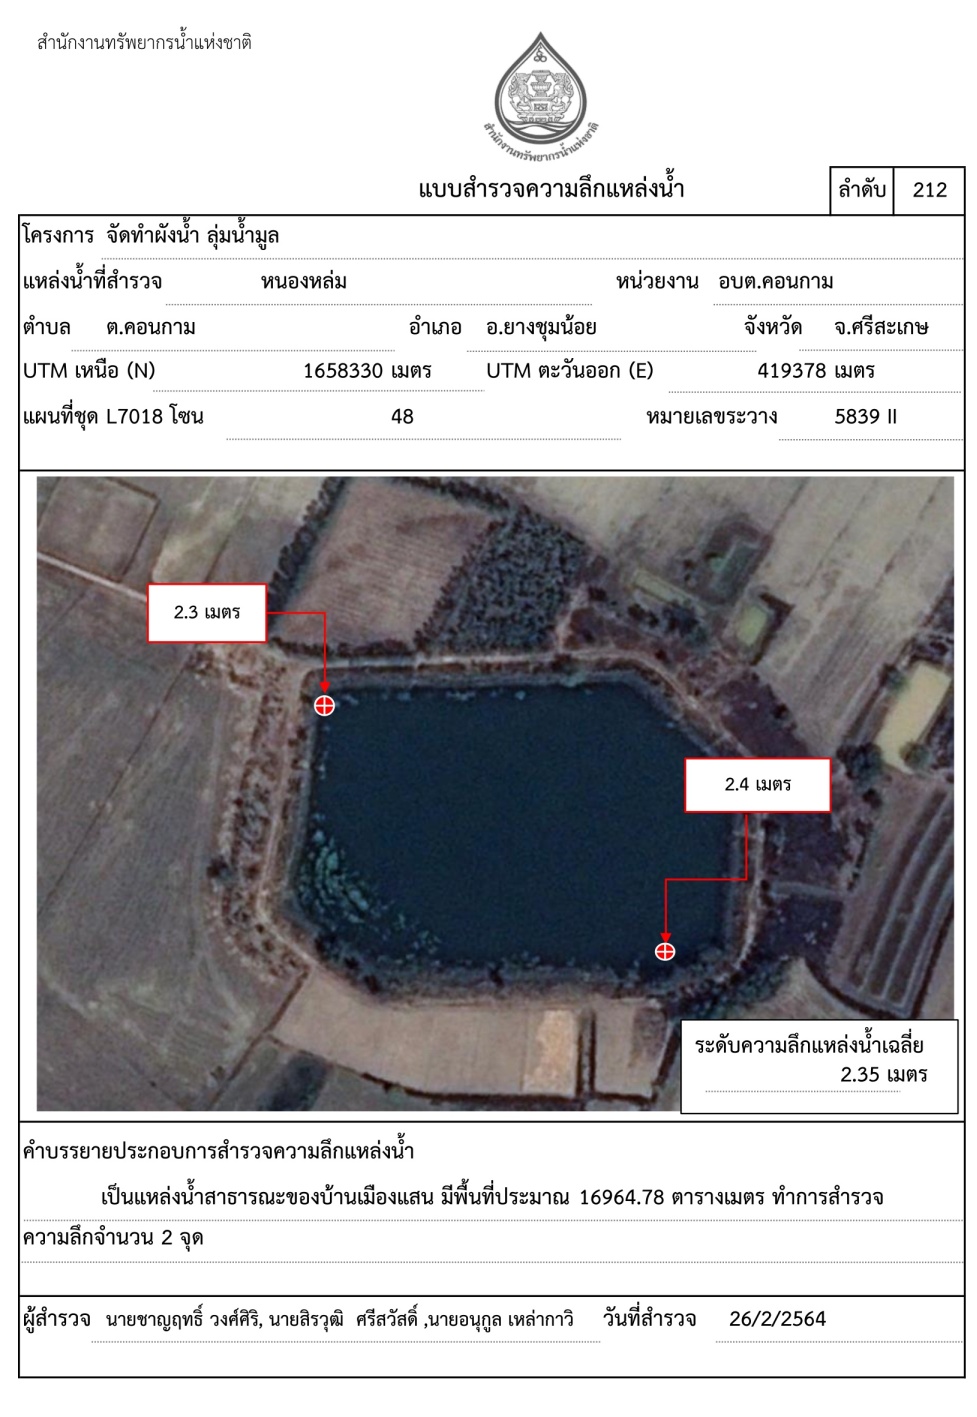 สำนักงานทรัพยากรน้ำแห่งชาติ
สำนักงานทรัพยากรน้ำแห่งชาติ
แบบสำรวจความลึกแหล่งน้ำ
ลำดับ 212
โครงการ จัดทำผังน้ำ ลุ่มน้ำมูล
แหล่งน้ำที่สำรวจ หนองหล่ม หน่วยงาน อบต.คอนกาม
ตำบล ต.คอนกาม อำเภอ อ.ยางชุมน้อย จังหวัด จ.ศรีสะเกษ
UTM เหนือ (N) 1658330 เมตร UTM ตะวันออก (E) 419378 เมตร
แผนที่ชุด L7018 โซน 48 หมายเลขระวาง 5839 II
2.3 เมตร
2.4 เมตร
ระดับความลึกแหล่งน้ำเฉลี่ย
2.35 เมตร
คำบรรยายประกอบการสำรวจความลึกแหล่งน้ำ
เป็นแหล่งน้ำสาธารณะของบ้านเมืองแสน มีพื้นที่ประมาณ 16964.78 ตารางเมตร ทำการสำรวจ
ความลึกจำนวน 2 จุด
ผู้สำรวจ นายชาญฤทธิ์ วงศ์ศิริ, นายสิรวุฒิ ศรีสวัสดิ์ ,นายอนุกูล เหล่ากาวิ วันที่สำรวจ 26/2/2564